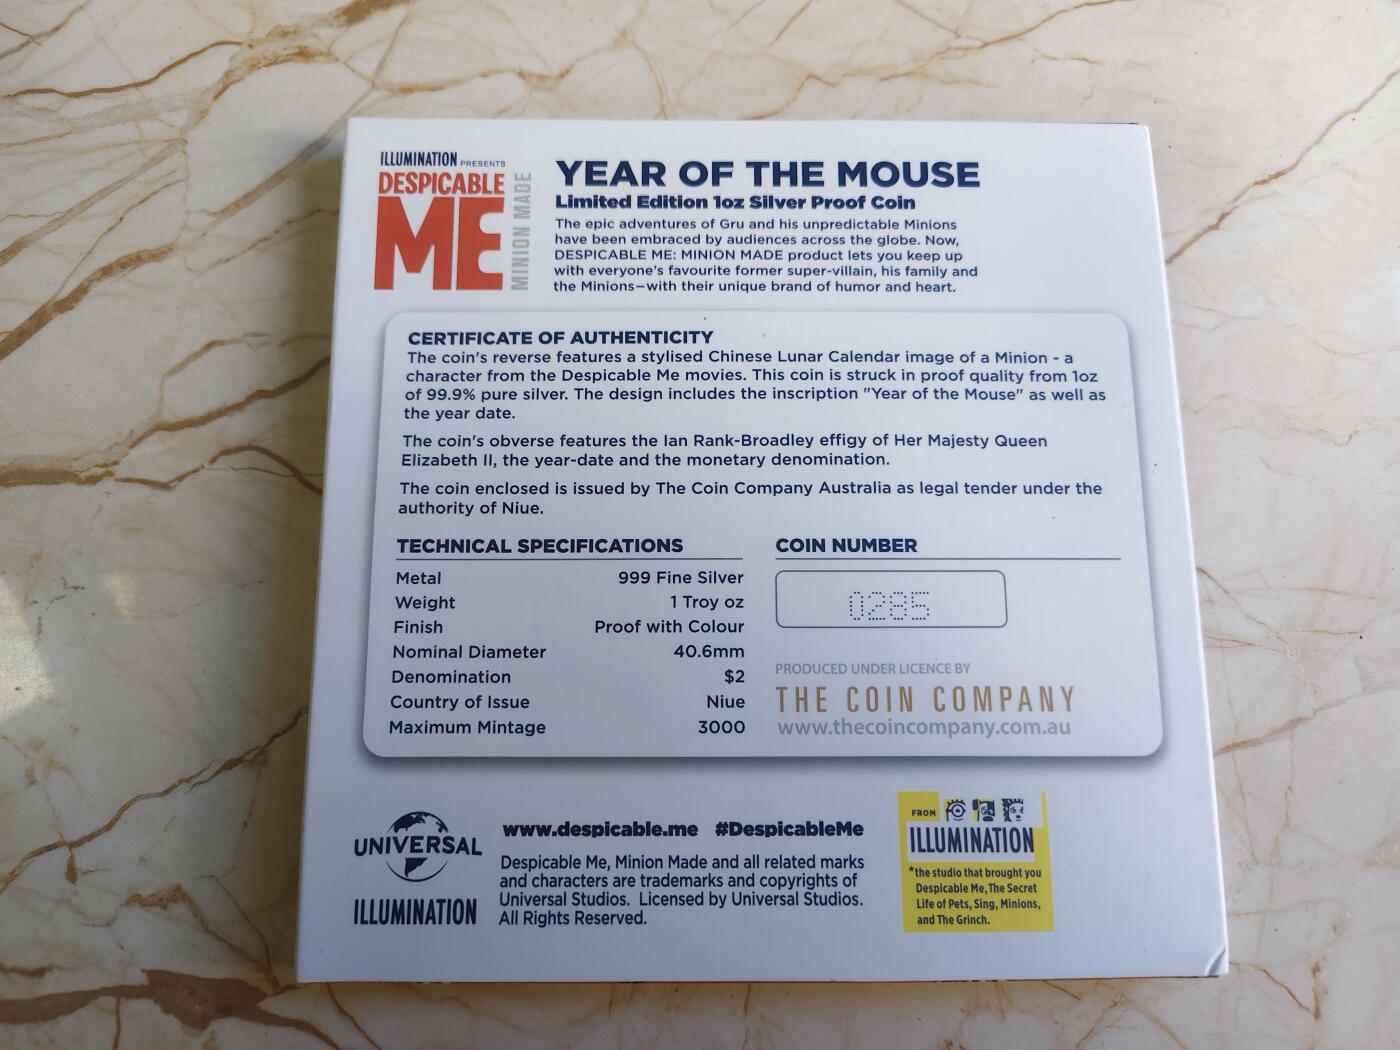 ILLUMINATION PRESENTS
DESPICABLE
ME
MINION MADE
YEAR OF THE MOUSE
Limited Edition 1oz Silver Proof Coin
The epic adventures of Gru and his unpredictable Minions
have been embraced by audiences across the globe. Now,
DESPICABLE ME: MINION MADE product lets you keep up
with everyone's favourite former super-villain, his family and
the Minions—with their unique brand of humor and heart.
CERTIFICATE OF AUTHENTICITY
The coin's reverse features a stylised Chinese Lunar Calendar image of a Minion - a
character from the Despicable Me movies. This coin is struck in proof quality from 1oz
of 99.9% pure silver. The design includes the inscription "Year of the Mouse" as well as
the year date.
The coin's obverse features the Ian Rank-Broadley effigy of Her Majesty Queen
Elizabeth II, the year-date and the monetary denomination.
The coin enclosed is issued by The Coin Company Australia as legal tender under the
authority of Niue.
TECHNICAL SPECIFICATIONS
Metal 999 Fine Silver
Weight 1 Troy oz
Finish Proof with Colour
Nominal Diameter 40.6mm
Denomination $2
Country of Issue Niue
Maximum Mintage 3000
COIN NUMBER
0285
PRODUCED UNDER LICENCE BY
THE COIN COMPANY
www.thecoincompany.com.au
UNIVERSAL
ILLUMINATION
www.despicable.me #DespicableMe
Despicable Me, Minion Made and all related marks
and characters are trademarks and copyrights of
Universal Studios. Licensed by Universal Studios.
All Rights Reserved.
FROM
ILLUMINATION
*the studio that brought you
Despicable Me, The Secret
Life of Pets, Sing, Minions,
and The Grinch.